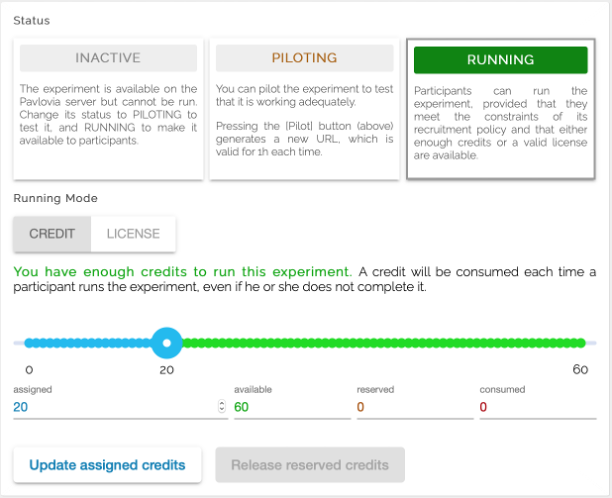 Status
INACTIVE
The experiment is available on the
Pavlovia server but cannot be run.
Change its status to PILOTING to
test it, and RUNNING to make it
available to participants.
PILOTING
You can pilot the experiment to test
that it is working adequately.
Pressing the [Pilot] button (above)
generates a new URL, which is
valid for 1h each time.
RUNNING
Participants can run the
experiment, provided that they
meet the constraints of its
recruitment policy and that either
enough credits or a valid license
are available.
Running Mode
CREDIT LICENSE
You have enough credits to run this experiment. A credit will be consumed each time a
participant runs the experiment, even if he or she does not complete it.
0 20 60
assigned available reserved consumed
20 60 0 0
Update assigned credits Release reserved credits